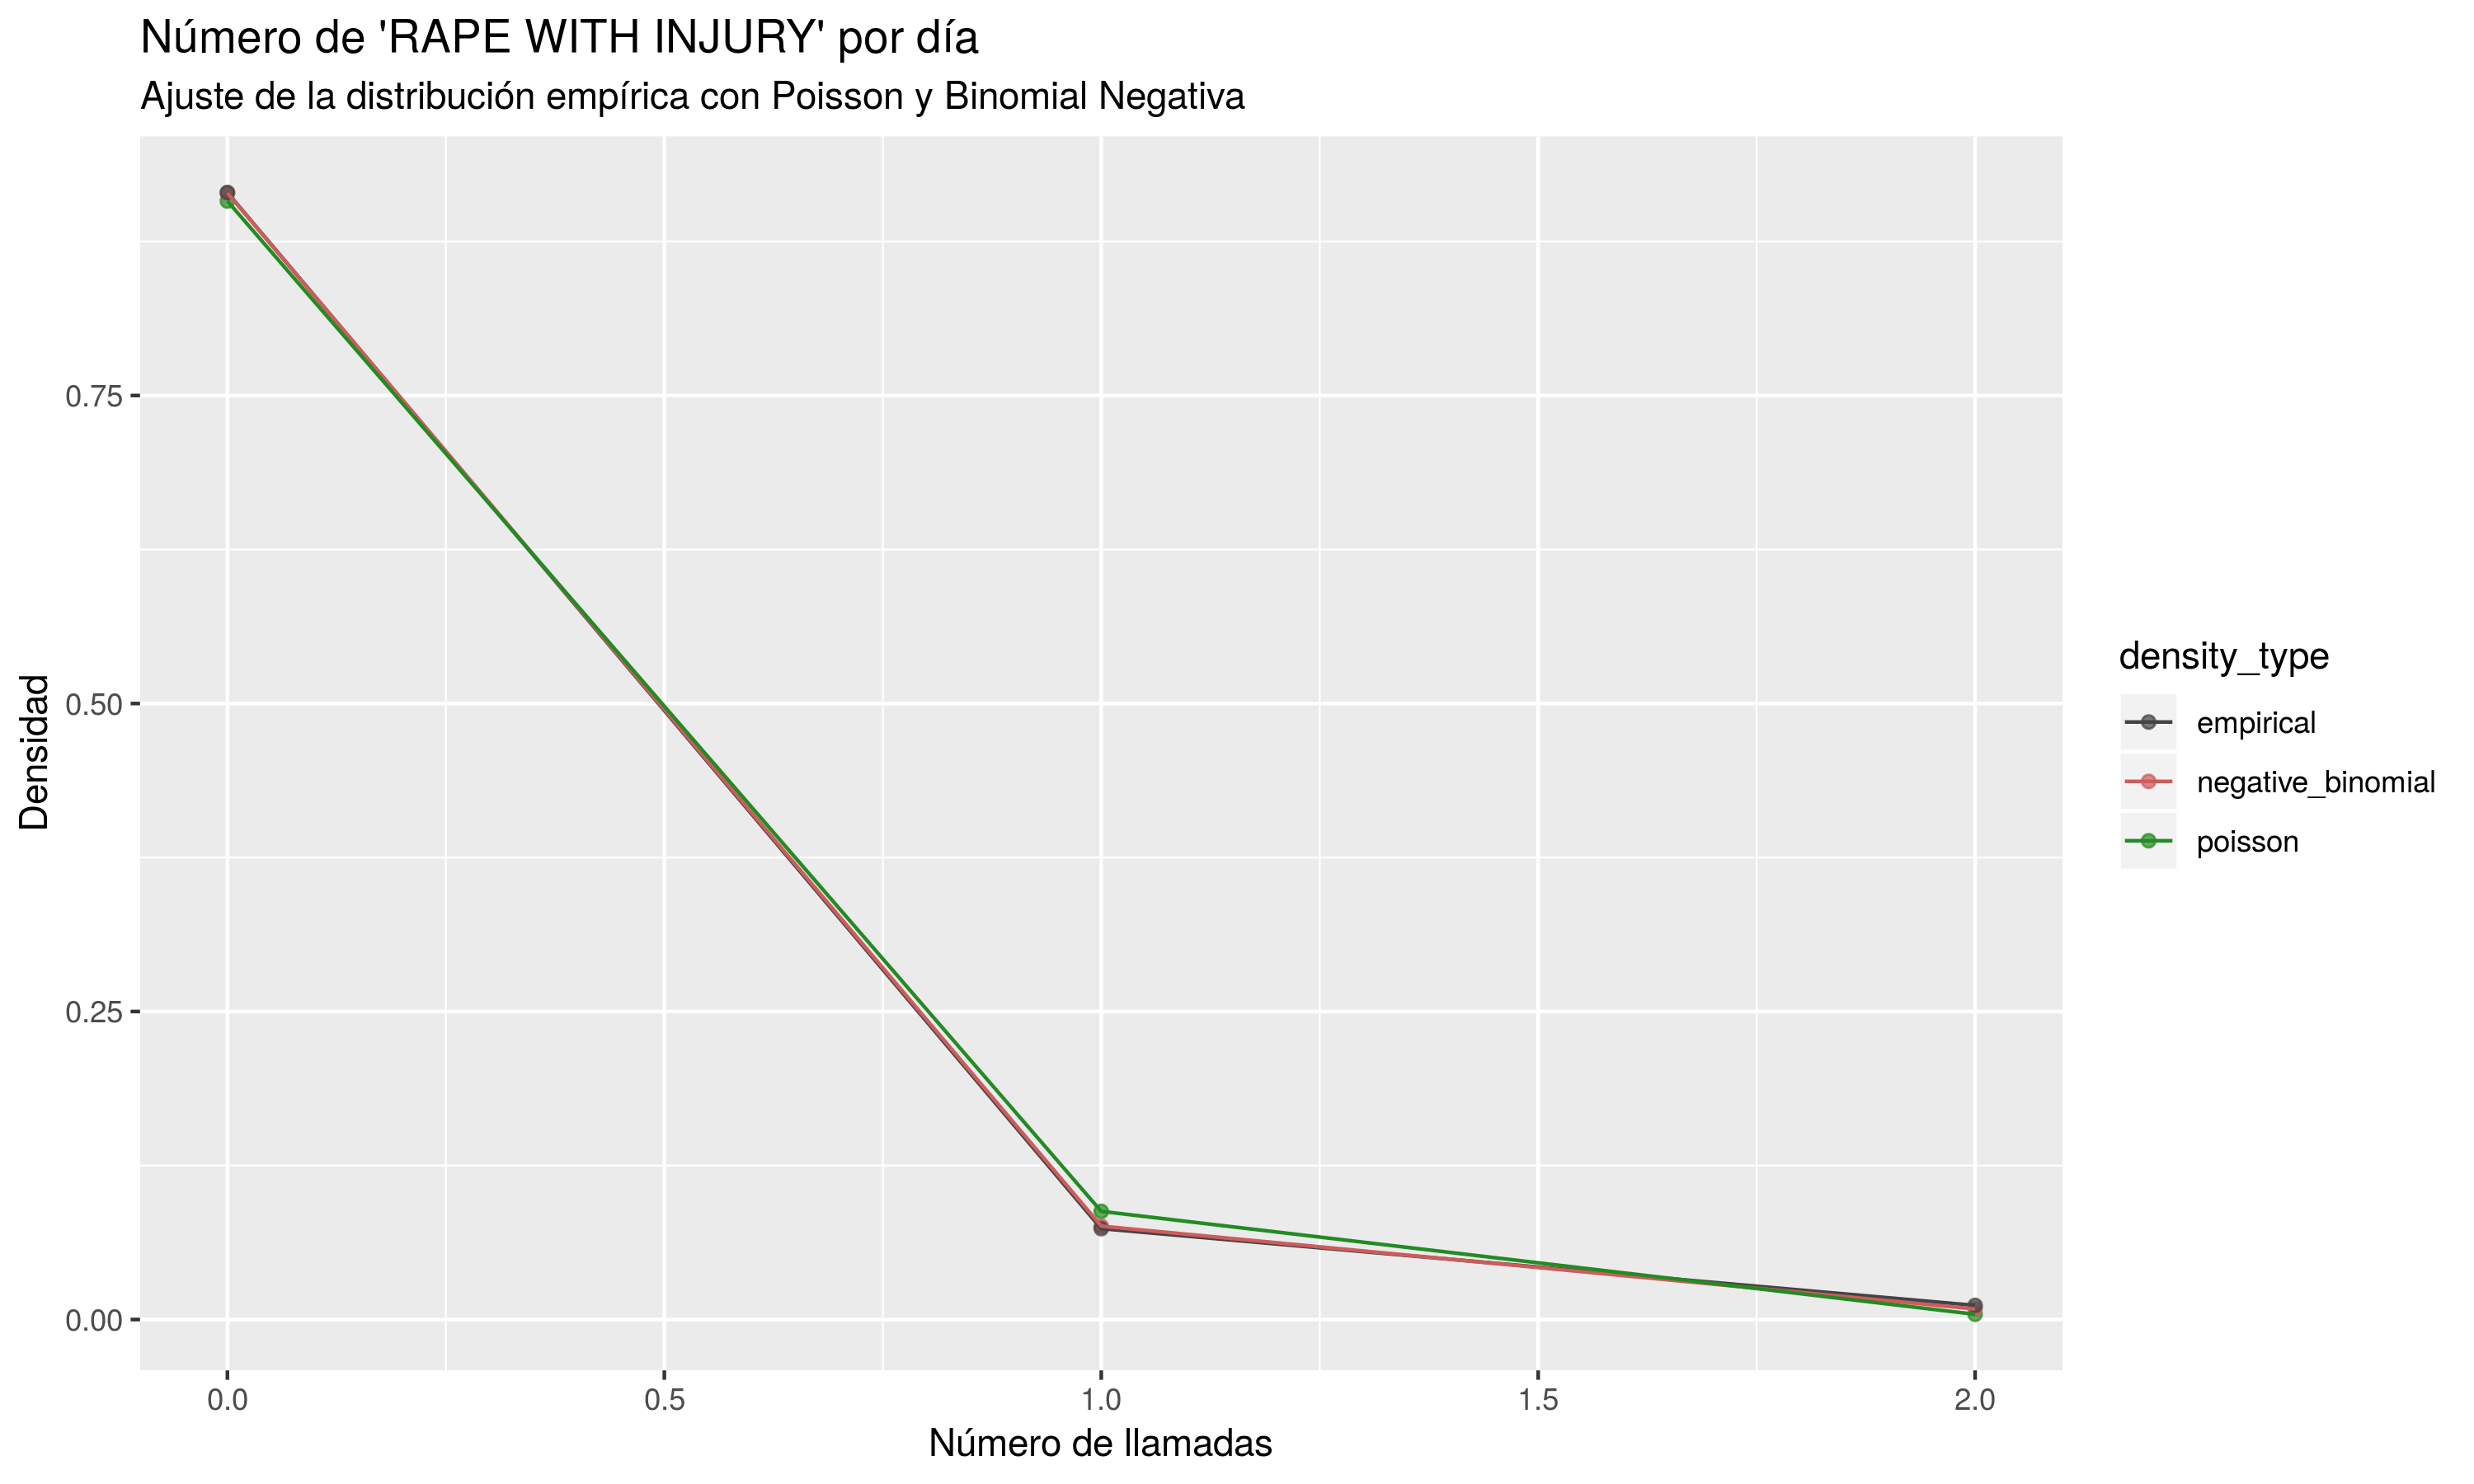 Número de 'RAPE WITH INJURY' por día
Ajuste de la distribución empírica con Poisson y Binomial Negativa
Densidad
0.75
0.50
0.25
0.00
0.0 0.5 1.0 1.5 2.0
Número de llamadas
density_type
empirical
negative_binomial
poisson